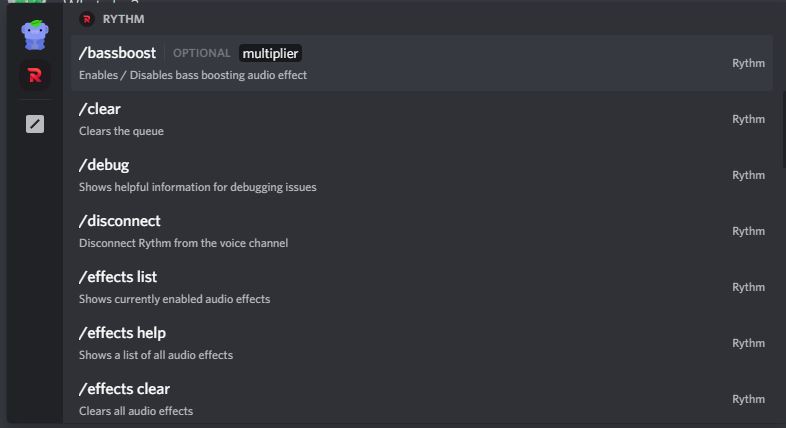 RYTHM
/bassboost OPTIONAL multiplier
Enables / Disables bass boosting audio effect
Rythm
/clear
Clears the queue
Rythm
/debug
Shows helpful information for debugging issues
Rythm
/disconnect
Disconnect Rythm from the voice channel
Rythm
/effects list
Shows currently enabled audio effects
Rythm
/effects help
Shows a list of all audio effects
Rythm
/effects clear
Clears all audio effects
Rythm